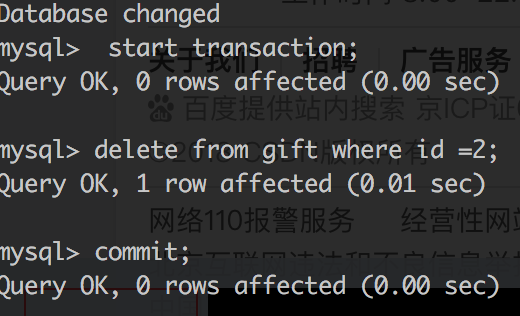 Database changed
mysql>  start transaction;
Query OK, 0 rows affected (0.00 sec)
关于我们 招聘 广告服务
百度提供站内搜索 京ICP证
mysql> delete from gift where id =2;
Query OK, 1 row affected (0.01 sec)
网络110报警服务 经营性网站
mysql> commit;
Query OK, 0 rows affected (0.00 sec)